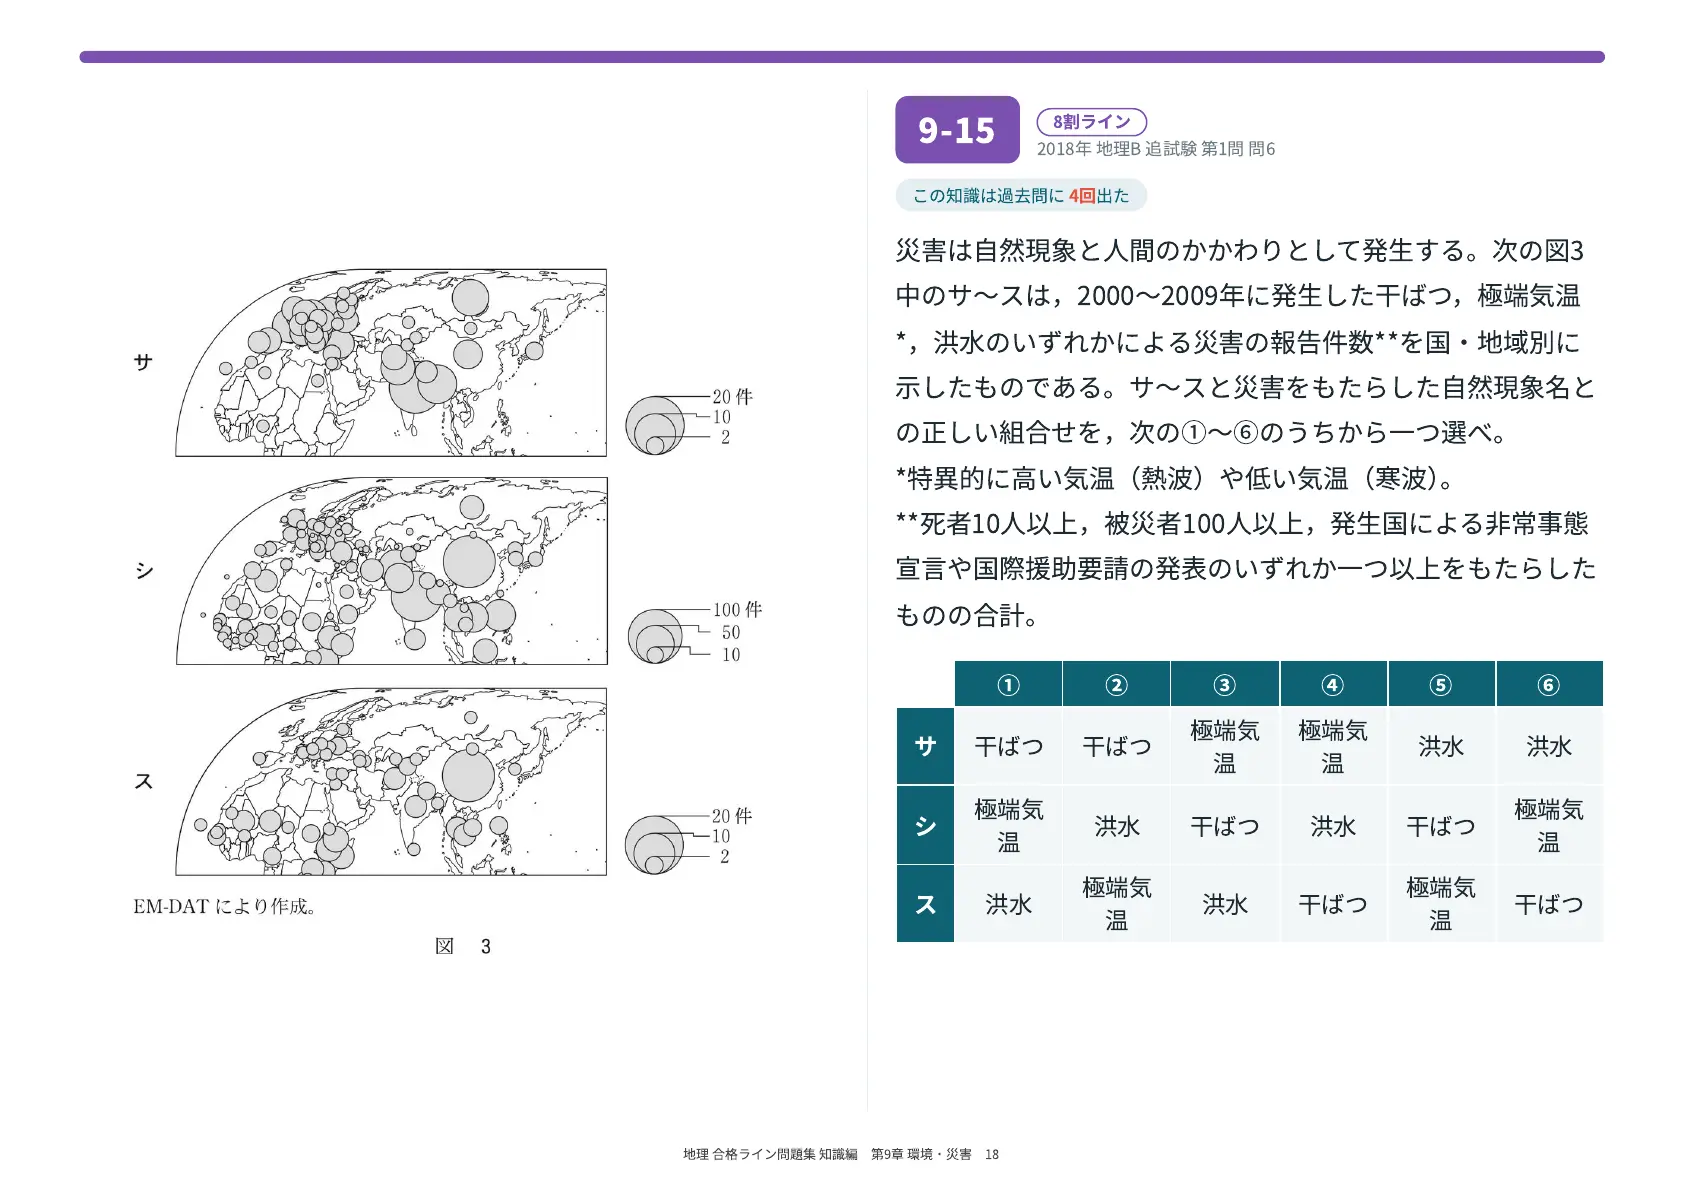 サ
20 件
10
2
シ
100 件
50
10
ス
20 件
10
2
EM-DAT により作成。
図 3
9-15
8割ライン
2018年 地理B 追試験 第1問 問6
この知識は過去問に 4回出た
災害は自然現象と人間のかかわりとして発生する。次の図3
中のサ～スは，2000～2009年に発生した干ばつ，極端気温
*，洪水のいずれかによる災害の報告件数**を国・地域別に
示したものである。サ～スと災害をもたらした自然現象名と
の正しい組合せを，次の①～⑥のうちから一つ選べ。
*特異的に高い気温（熱波）や低い気温（寒波）。
**死者10人以上，被災者100人以上，発生国による非常事態
宣言や国際援助要請の発表のいずれか一つ以上をもたらした
ものの合計。
① ② ③ ④ ⑤ ⑥
サ 干ばつ 干ばつ 極端気温 極端気温 洪水 洪水
シ 極端気温 洪水 干ばつ 洪水 干ばつ 極端気温
ス 洪水 極端気温 洪水 干ばつ 極端気温 干ばつ
地理 合格ライン問題集 知識編 第9章 環境・災害 18